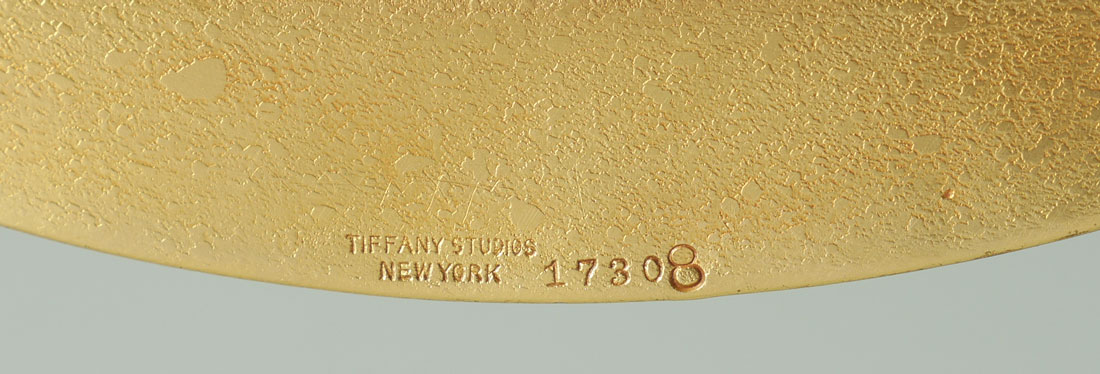 TIFFANY STUDIOS
NEW YORK 17308